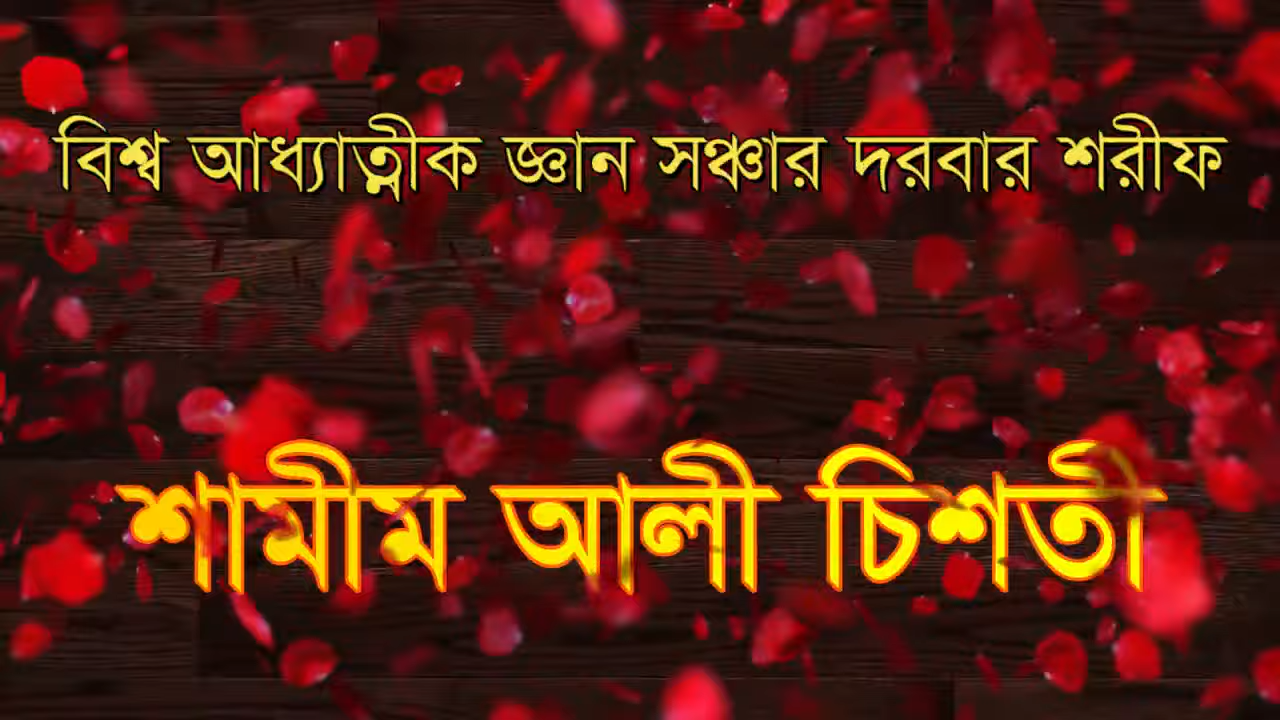 বিশ্ব আধ্যাত্নীক জ্ঞান সঞ্চার দরবার শরীফ
শামীম আলী চিশতী